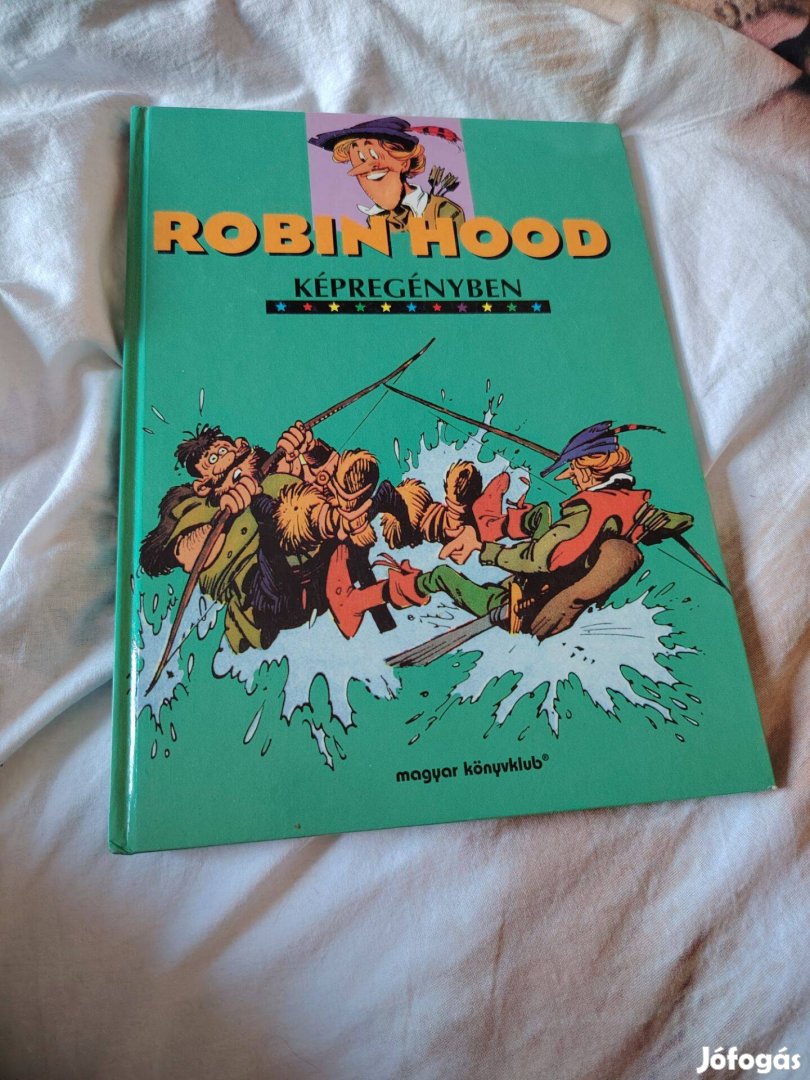 ROBIN HOOD
KÉPREGÉNYBEN
magyar könyvklub®
Jófogás